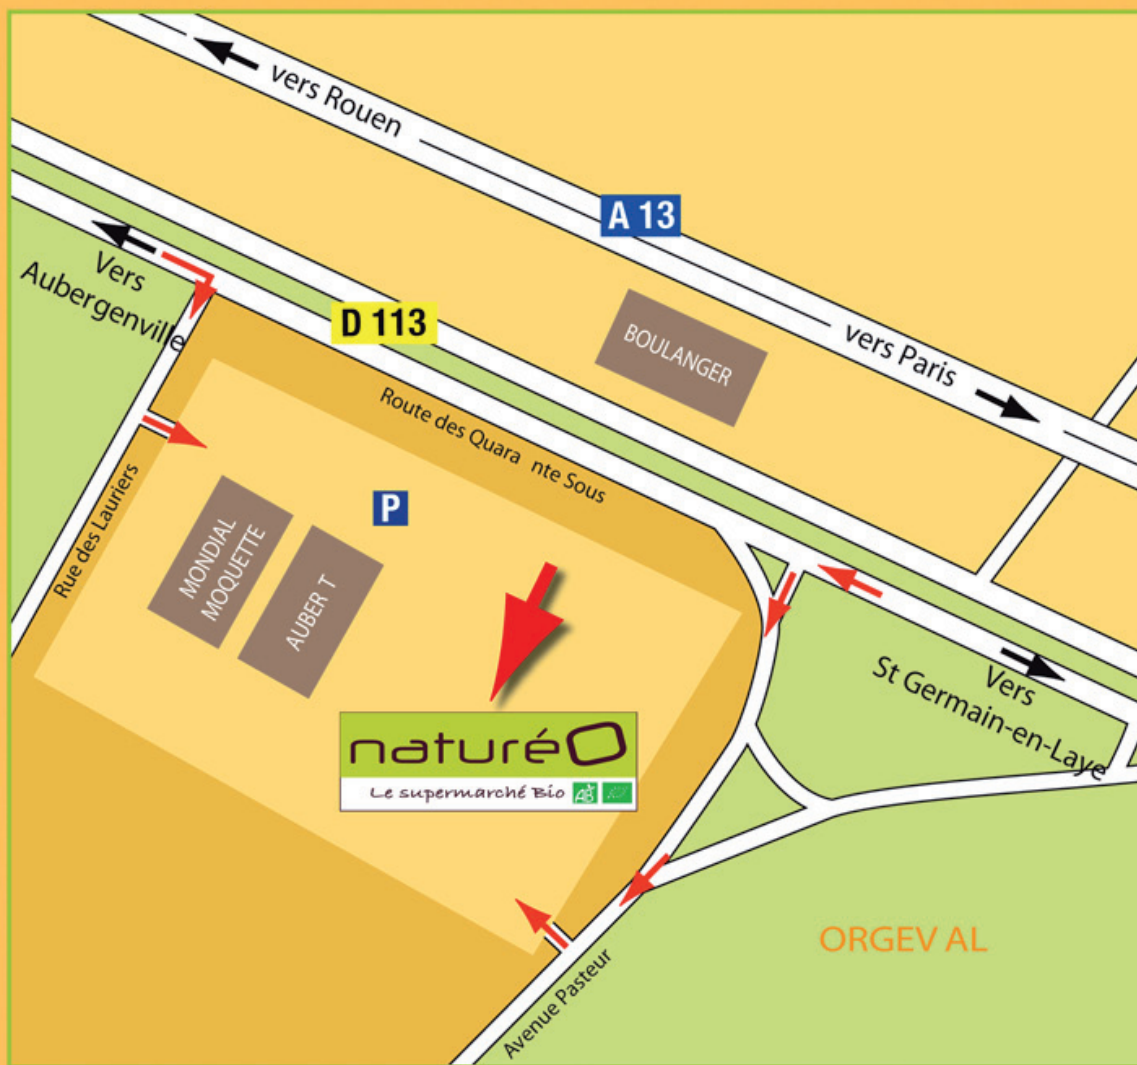 vers Rouen
A 13
vers Paris
Vers
Aubergenville
D 113
BOULANGER
Route des Quara nte Sous
Rue des Lauriers
P
MONDIAL
MOQUETTE
AUBER T
naturéO
Le supermarché Bio AB
Vers
St Germain-en-Laye
ORGEV AL
Avenue Pasteur